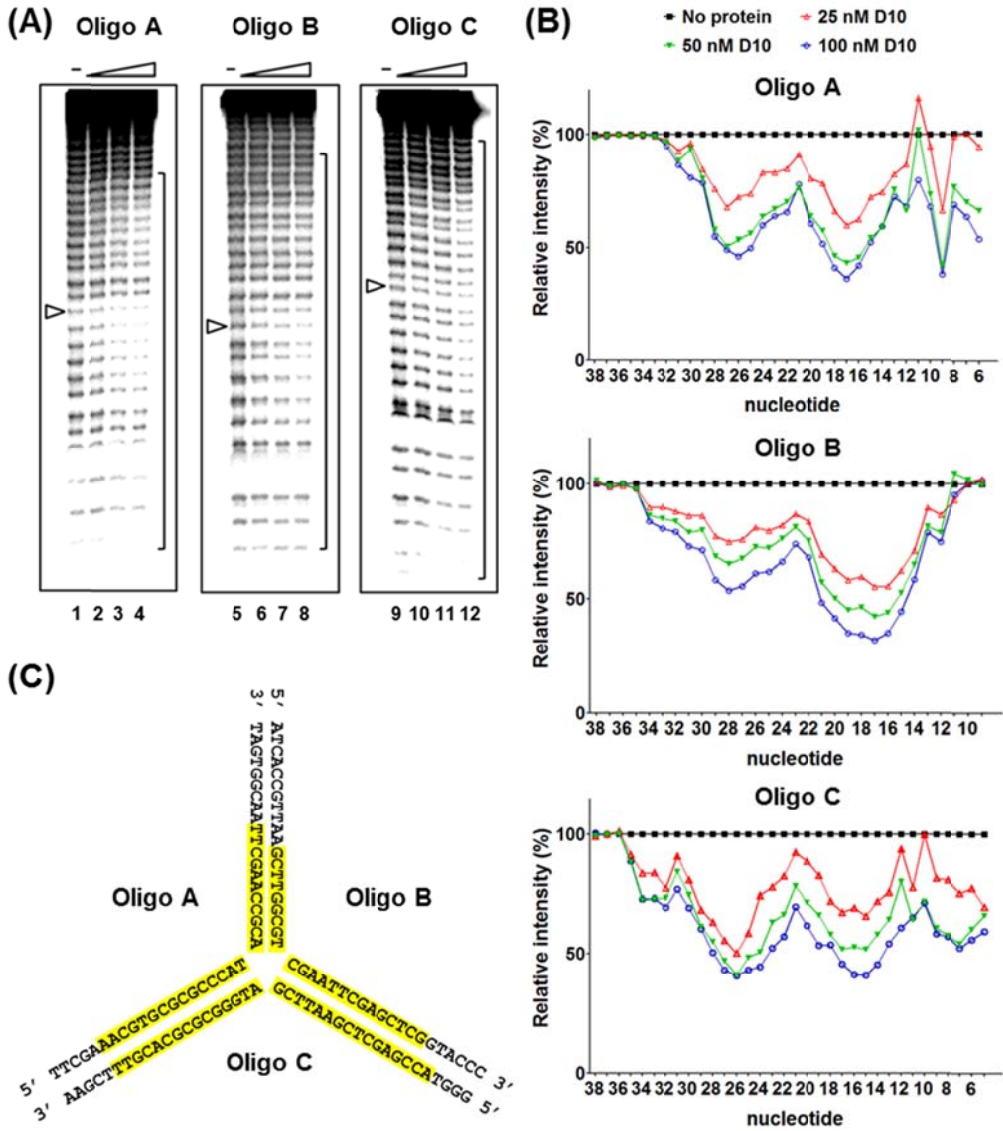 (A)
Oligo A
Oligo B
Oligo C
–
–
–
1 2 3 4
5 6 7 8
9 10 11 12
(B)
No protein
25 nM D10
50 nM D10
100 nM D10
Oligo A
Relative intensity (%)
100
50
0
38 36 34 32 30 28 26 24 22 20 18 16 14 12 10 8 6
nucleotide
Oligo B
Relative intensity (%)
100
50
0
38 36 34 32 30 28 26 24 22 20 18 16 14 12 10
nucleotide
Oligo C
Relative intensity (%)
100
50
0
38 36 34 32 30 28 26 24 22 20 18 16 14 12 10 8 6
nucleotide
(C)
3' TAGTGGCAATTCGAACCGCA
5' ATCACCGTTAAGCTTGGCGT
Oligo A
Oligo B
5' TTCGAAACGTGCGCGCCCAT
3' AAGCTTTGCACGCGCGGGTA
CGAATTCGAGCTCGGTACCC 3'
GCTTAAGCTCGAGCCATGGG 5'
Oligo C